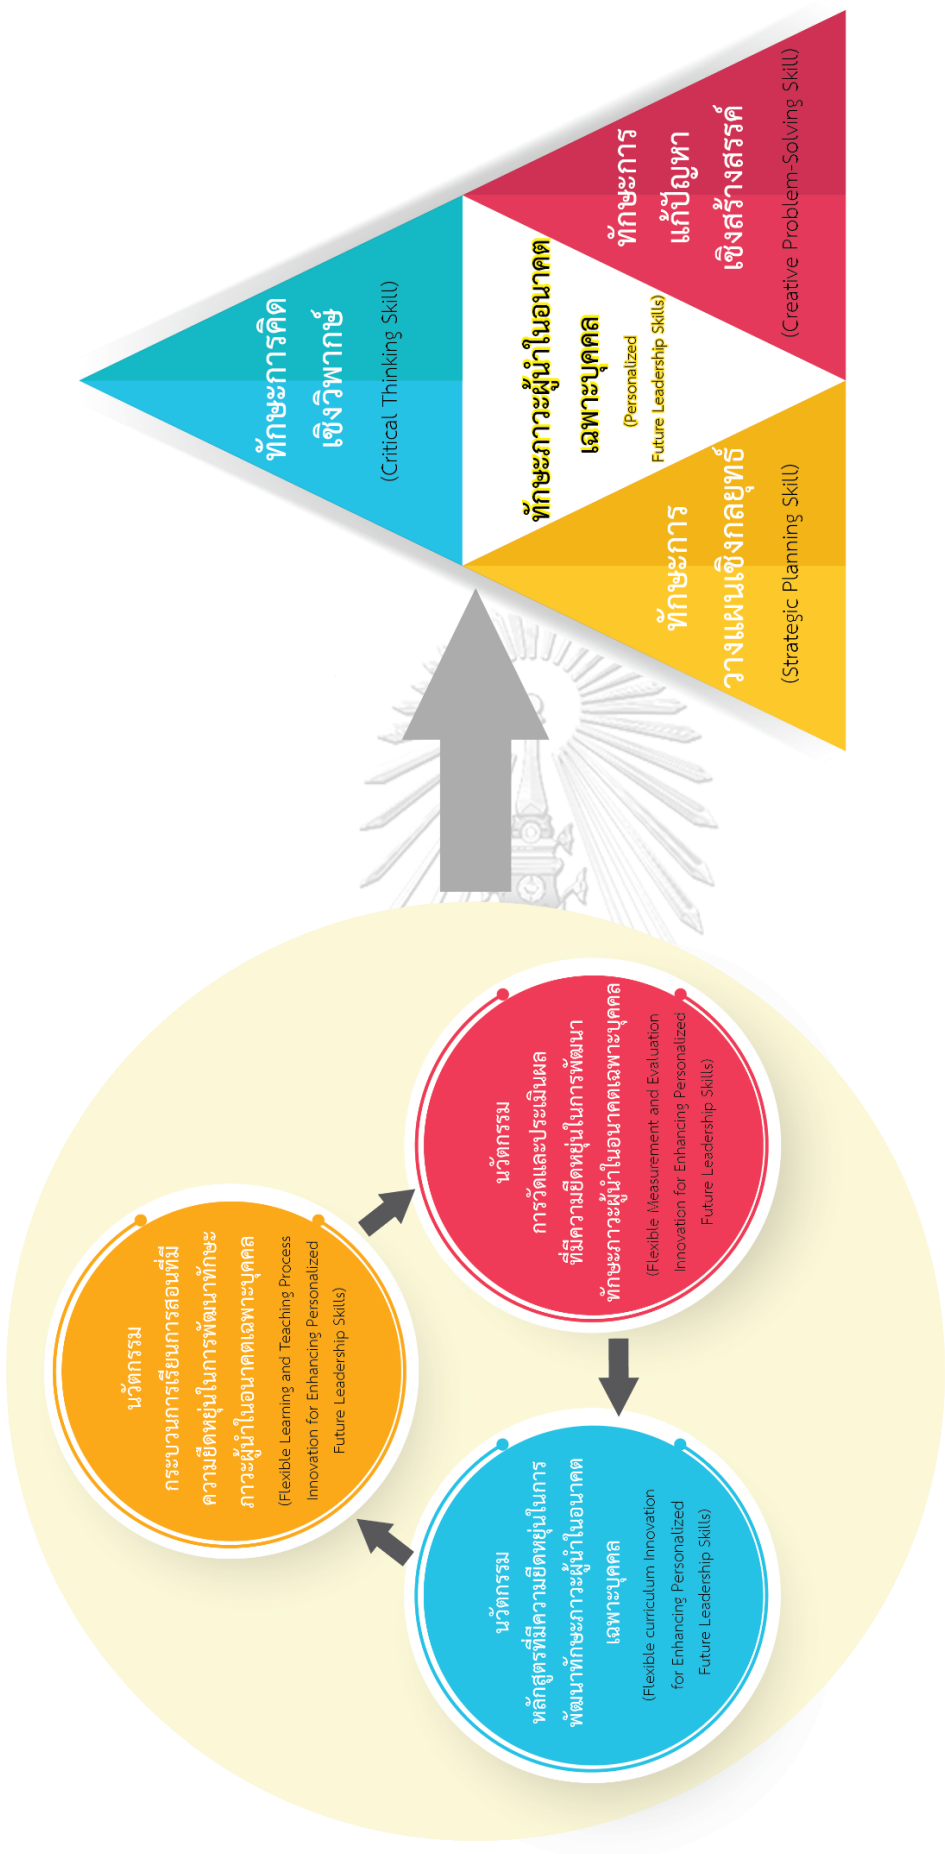 นวัตกรรม
กระบวนการเรียนการสอนที่มี
ความยืดหยุ่นในการพัฒนาทักษะ
ภาวะผู้นำในอนาคตเฉพาะบุคคล
(Flexible Learning and Teaching Process
Innovation for Enhancing Personalized
Future Leadership Skills)
นวัตกรรม
หลักสูตรที่มีความยืดหยุ่นในการ
พัฒนาทักษะภาวะผู้นำในอนาคต
เฉพาะบุคคล
(Flexible curriculum Innovation
for Enhancing Personalized
Future Leadership Skills)
นวัตกรรม
การวัดและประเมินผล
ที่มีความยืดหยุ่นในการพัฒนา
ทักษะภาวะผู้นำในอนาคตเฉพาะบุคคล
(Flexible Measurement and Evaluation
Innovation for Enhancing Personalized
Future Leadership Skills)
ทักษะการคิด
เชิงวิพากษ์
(Critical Thinking Skill)
ทักษะภาวะผู้นำในอนาคต
เฉพาะบุคคล
(Personalized
Future Leadership Skills)
ทักษะการ
วางแผนเชิงกลยุทธ์
(Strategic Planning Skill)
ทักษะการ
แก้ปัญหา
เชิงสร้างสรรค์
(Creative Problem-Solving Skill)